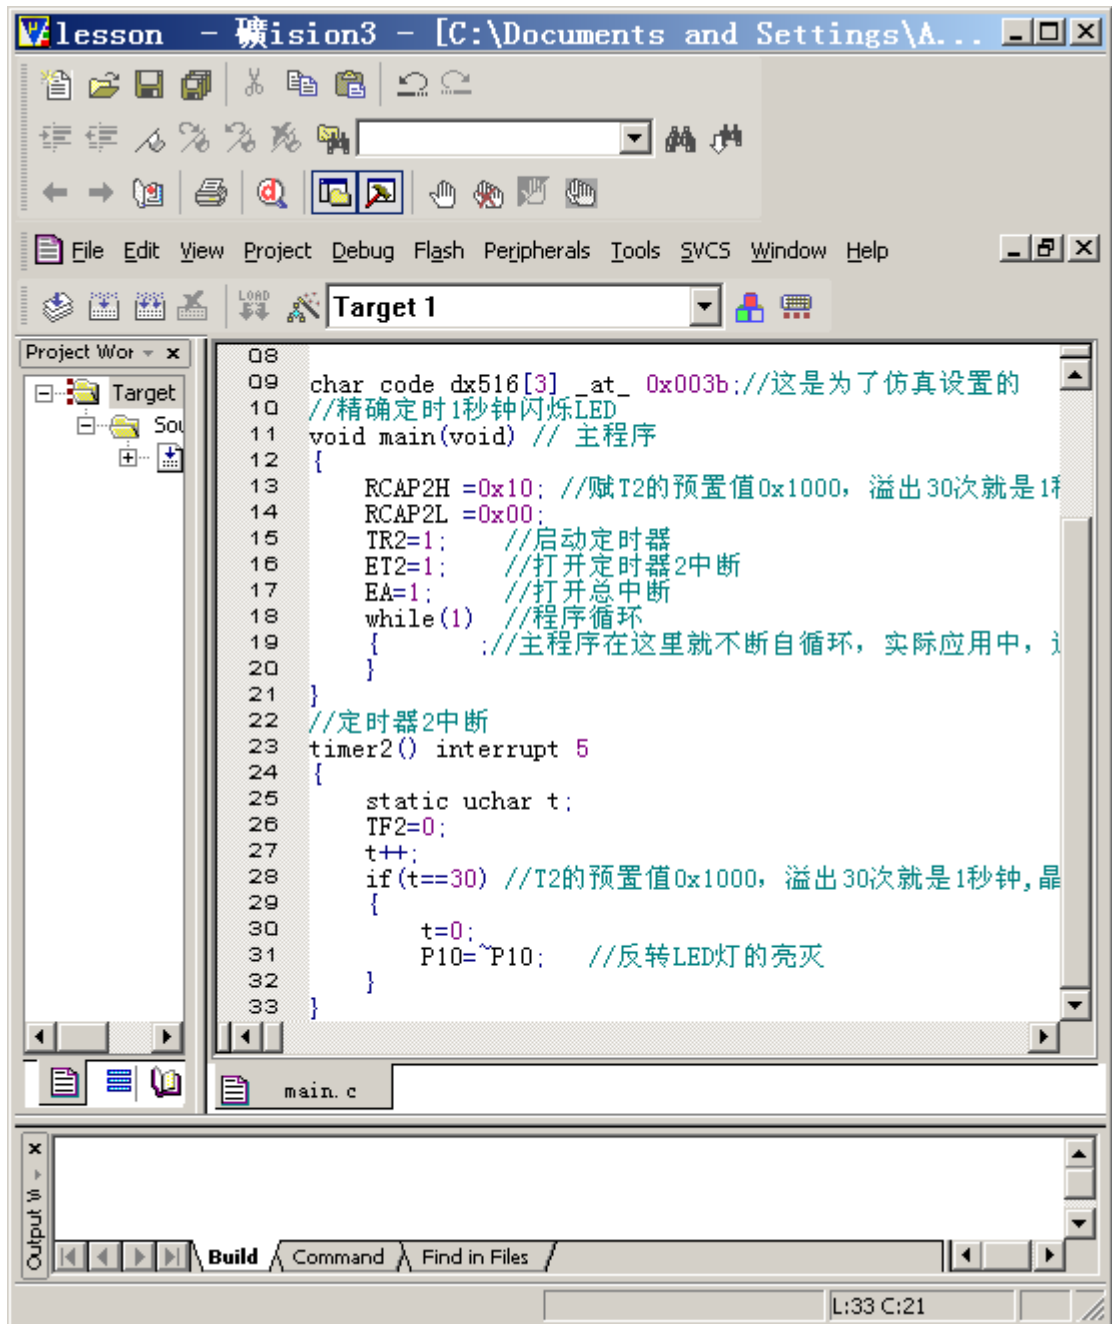 lesson - 礦ision3 - [C:\Documents and Settings\A...
File Edit View Project Debug Flash Peripherals Tools SVCS Window Help
LOAD
Target 1
Project Wor
Target
Sou
08
09 char code dx516[3] _at_ 0x003b;//这是为了仿真设置的
10 //精确定时1秒钟闪烁LED
11 void main(void) // 主程序
12 {
13 RCAP2H =0x10; //赋T2的预置值0x1000，溢出30次就是1秒
14 RCAP2L =0x00;
15 TR2=1; //启动定时器
16 ET2=1; //打开定时器2中断
17 EA=1; //打开总中断
18 while(1) //程序循环
19 { ;//主程序在这里就不断自循环，实际应用中，
20 }
21 }
22 //定时器2中断
23 timer2() interrupt 5
24 {
25 static uchar t;
26 TF2=0;
27 t++;
28 if(t==30) //T2的预置值0x1000，溢出30次就是1秒钟,晶
29 {
30 t=0;
31 P10=~P10; //反转LED灯的亮灭
32 }
33 }
main.c
Output W
Build Command Find in Files
L:33 C:21